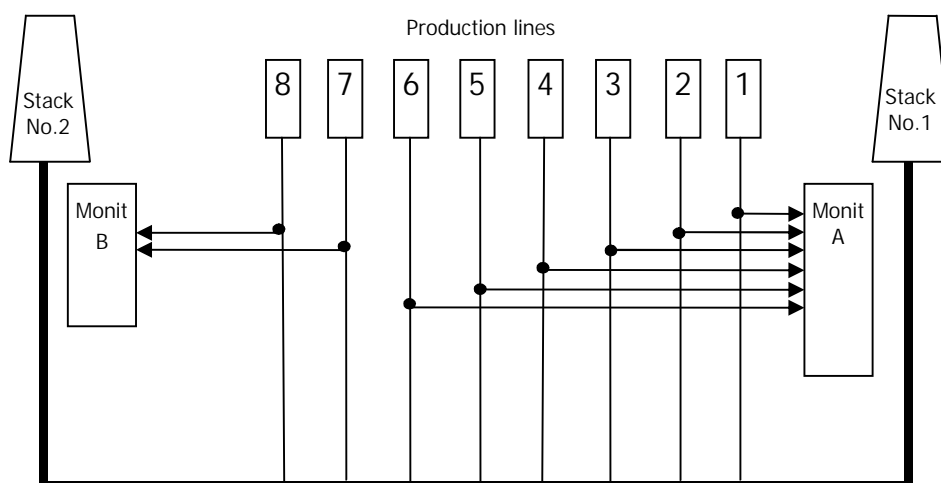 Production lines
Stack
No.2
8 7 6 5 4 3 2 1
Stack
No.1
Monit
B
Monit
A